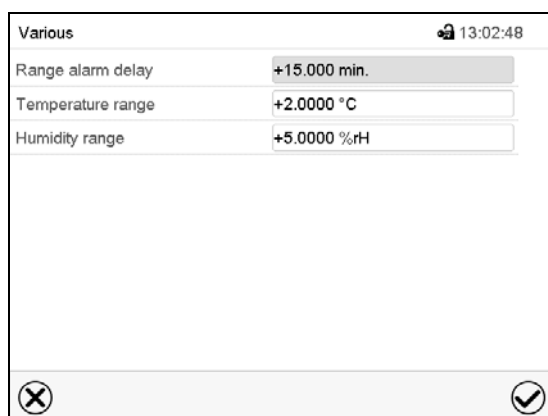 Various 13:02:48
Range alarm delay +15.000 min.
Temperature range +2.0000 °C
Humidity range +5.0000 %rH